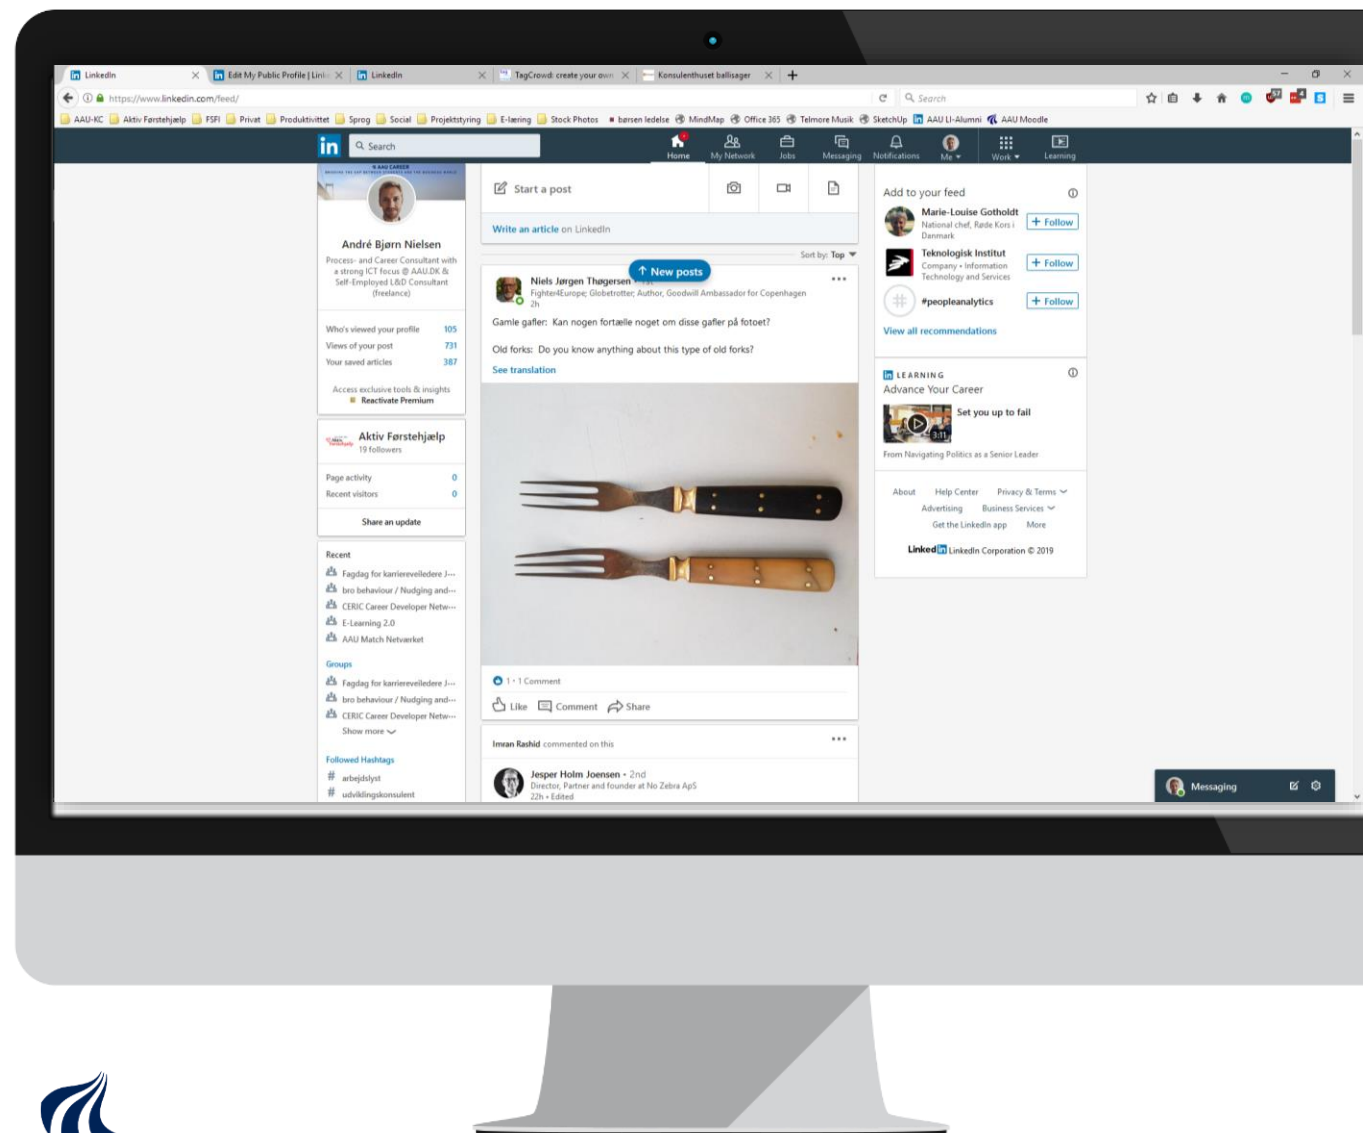 LinkedIn
Edit My Public Profile | Link
LinkedIn
TagCrowd: create your own
Konsulenthuset ballisager
https://www.linkedin.com/feed/
Search
AAU-KC
Aktiv Førstehjælp
FSFI
Privat
Produktivittet
Sprog
Social
Projektstyring
E-læring
Stock Photos
børsen ledelse
MindMap
Office 365
Telmore Musik
SketchUp
AAU LI-Alumni
AAU Moodle
in
Search
Home
My Network
Jobs
Messaging
Notifications
Me
Work
Learning
AAU CAREER
André Bjørn Nielsen
Process- and Career Consultant with
a strong ICT focus @ AAU.DK &
Self-Employed L&D Consultant
(freelance)
Who's viewed your profile 105
Views of your post 731
Your saved articles 387
Access exclusive tools & insights
Reactivate Premium
Aktiv Førstehjælp
19 followers
Page activity 0
Recent visitors 0
Share an update
Recent
Fagdag for karrierevejledere J...
bro behaviour / Nudging and...
CERIC Career Developer Netw...
E-Learning 2.0
AAU Match Netværket
Groups
Fagdag for karrierevejledere J...
bro behaviour / Nudging and...
CERIC Career Developer Netw...
Show more
Followed Hashtags
# arbejdslyst
# udviklingskonsulent
Start a post
Write an article on LinkedIn
Sort by: Top
New posts
Niels Jørgen Thøgersen
Fighter4Europe; Globetrotter; Author, Goodwill Ambassador for Copenhagen
2h
Gamle gafler: Kan nogen fortælle noget om disse gafler på fotoet?
Old forks: Do you know anything about this type of old forks?
See translation
1 • 1 Comment
Like
Comment
Share
Imran Rashid commented on this
Jesper Holm Joensen • 2nd
Director, Partner and founder at No Zebra ApS
22h • Edited
Add to your feed
Marie-Louise Gotholdt
National chef, Røde Kors i
Danmark
+ Follow
Teknologisk Institut
Company • Information
Technology and Services
+ Follow
#
#peopleanalytics
+ Follow
View all recommendations
in LEARNING
Advance Your Career
Set you up to fail
3:11
From Navigating Politics as a Senior Leader
About
Help Center
Privacy & Terms
Advertising
Business Services
Get the LinkedIn app
More
LinkedIn LinkedIn Corporation © 2019
Messaging